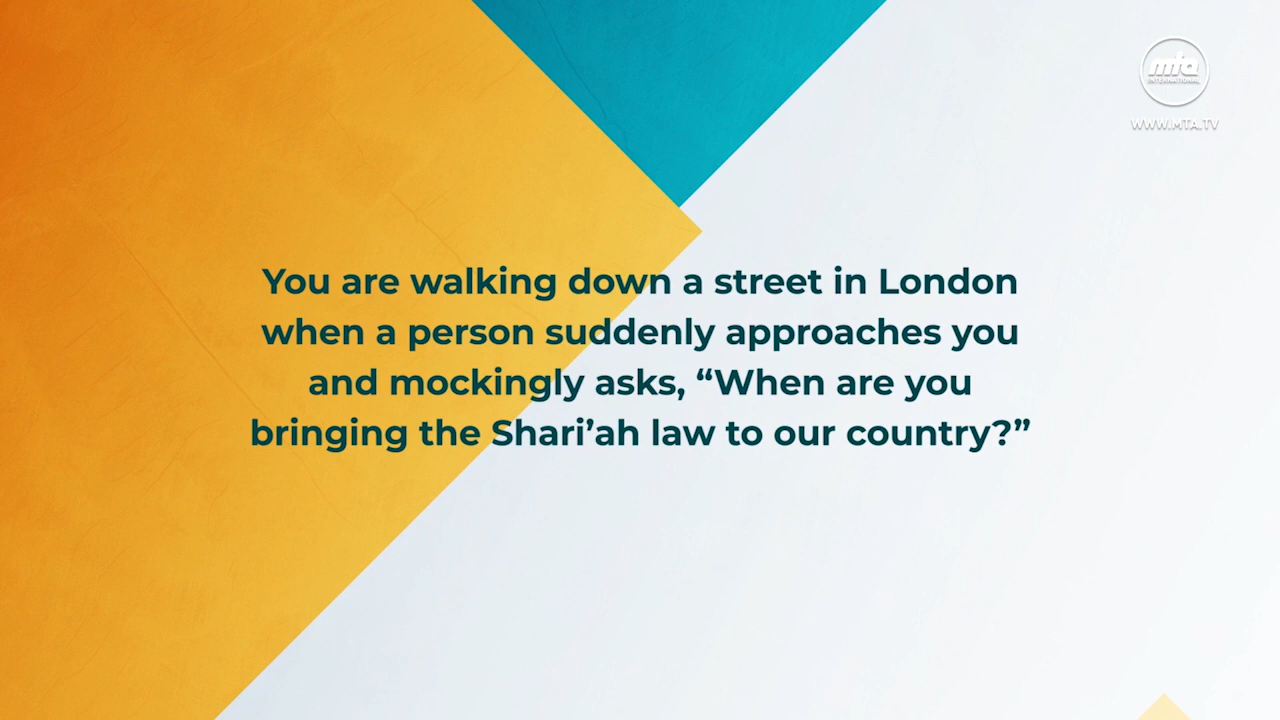 mta
INTERNATIONAL
WWW.MTA.TV
You are walking down a street in London
when a person suddenly approaches you
and mockingly asks, “When are you
bringing the Shari’ah law to our country?”